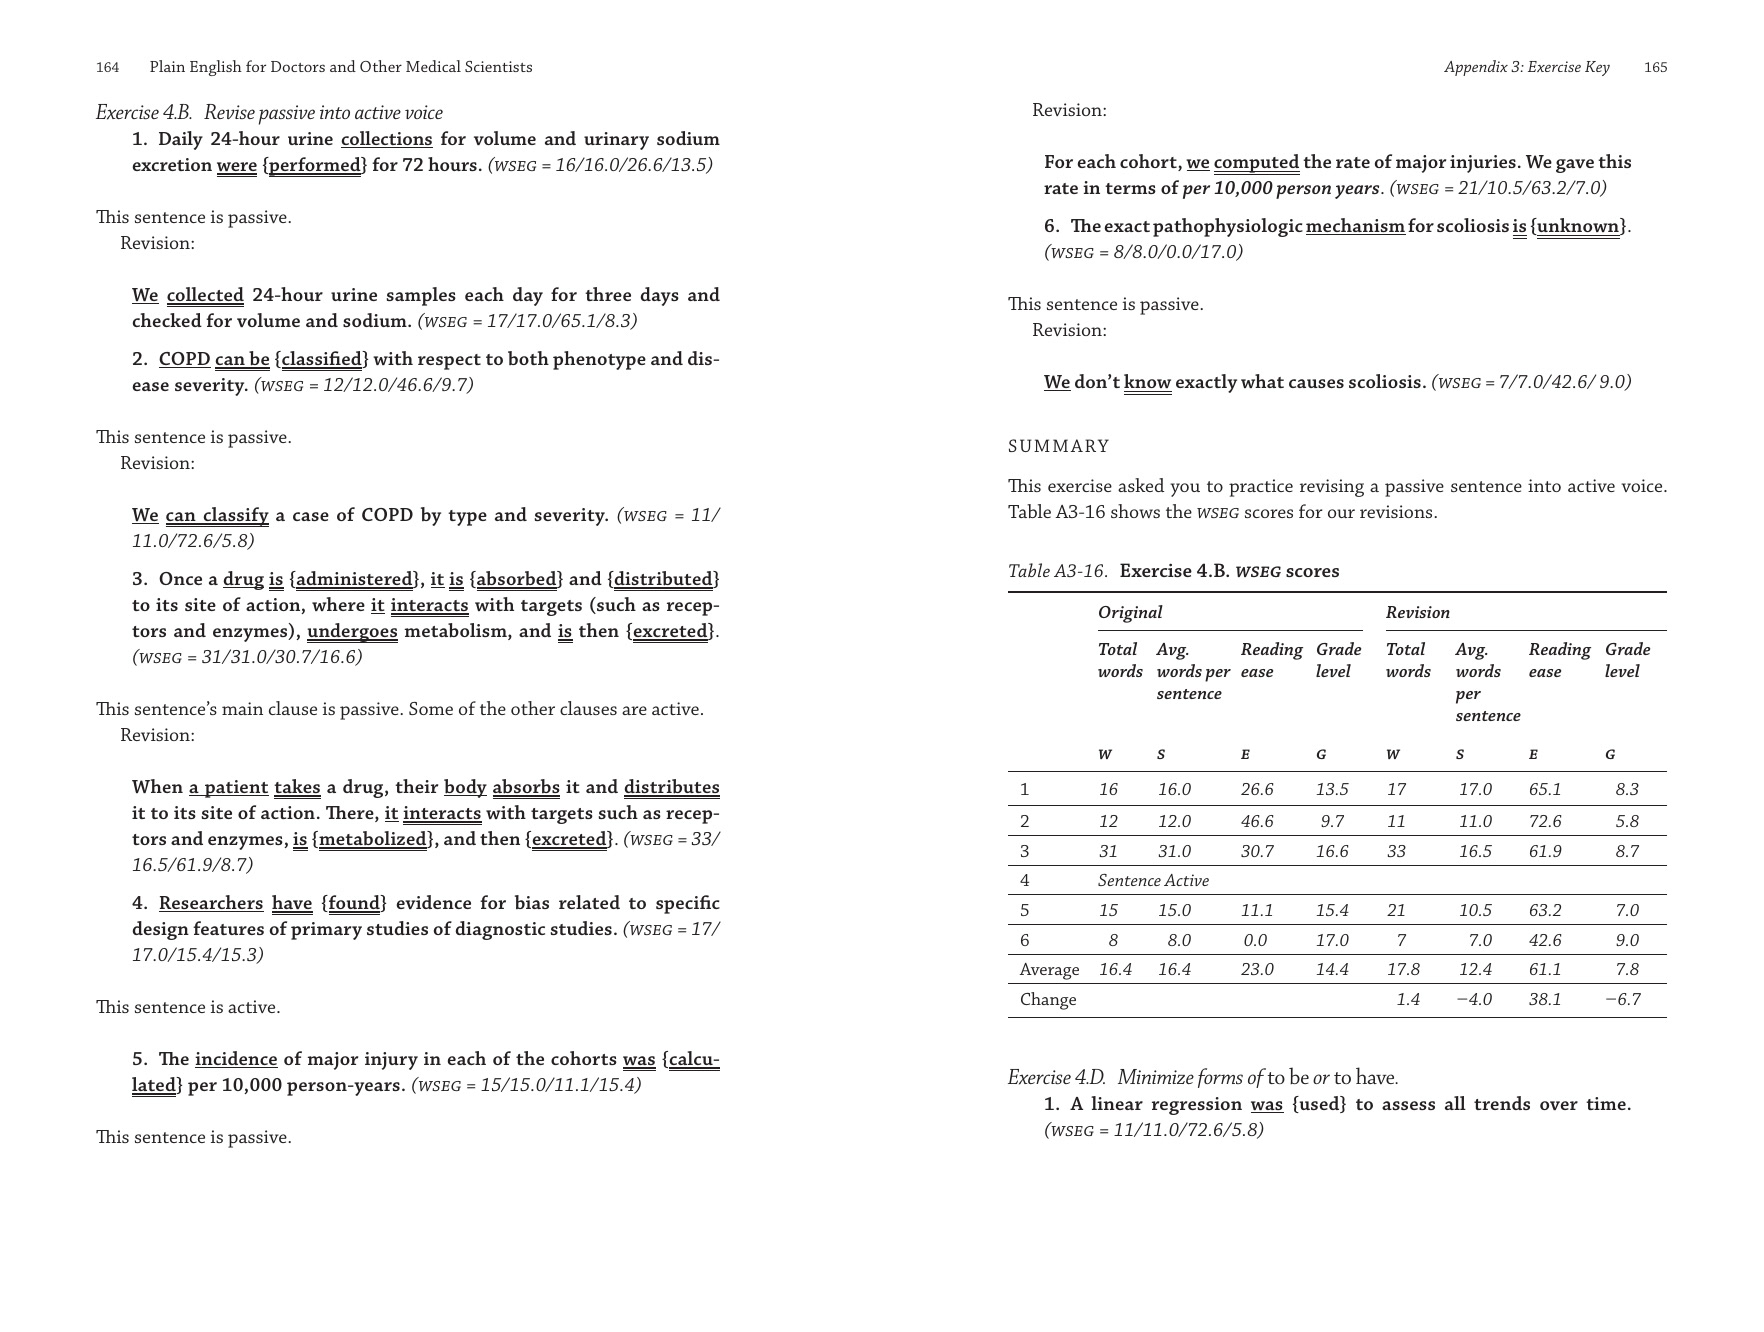 164 Plain English for Doctors and Other Medical Scientists
Exercise 4.B. Revise passive into active voice
1. Daily 24-hour urine collections for volume and urinary sodium
excretion were {performed} for 72 hours. (WSEG = 16/16.0/26.6/13.5)
This sentence is passive.
Revision:
We collected 24-hour urine samples each day for three days and
checked for volume and sodium. (WSEG = 17/17.0/65.1/8.3)
2. COPD can be {classified} with respect to both phenotype and dis-
ease severity. (WSEG = 12/12.0/46.6/9.7)
This sentence is passive.
Revision:
We can classify a case of COPD by type and severity. (WSEG = 11/
11.0/72.6/5.8)
3. Once a drug is {administered}, it is {absorbed} and {distributed}
to its site of action, where it interacts with targets (such as recep-
tors and enzymes), undergoes metabolism, and is then {excreted}.
(WSEG = 31/31.0/30.7/16.6)
This sentence’s main clause is passive. Some of the other clauses are active.
Revision:
When a patient takes a drug, their body absorbs it and distributes
it to its site of action. There, it interacts with targets such as recep-
tors and enzymes, is {metabolized}, and then {excreted}. (WSEG = 33/
16.5/61.9/8.7)
4. Researchers have {found} evidence for bias related to specific
design features of primary studies of diagnostic studies. (WSEG = 17/
17.0/15.4/15.3)
This sentence is active.
5. The incidence of major injury in each of the cohorts was {calcu-
lated} per 10,000 person-years. (WSEG = 15/15.0/11.1/15.4)
This sentence is passive.
Appendix 3: Exercise Key 165
Revision:
For each cohort, we computed the rate of major injuries. We gave this
rate in terms of per 10,000 person years. (WSEG = 21/10.5/63.2/7.0)
6. The exact pathophysiologic mechanism for scoliosis is {unknown}.
(WSEG = 8/8.0/0.0/17.0)
This sentence is passive.
Revision:
We don’t know exactly what causes scoliosis. (WSEG = 7/7.0/42.6/ 9.0)
SUMMARY
This exercise asked you to practice revising a passive sentence into active voice.
Table A3-16 shows the WSEG scores for our revisions.
Table A3-16. Exercise 4.B. WSEG scores
Original Revision
Total Avg. Reading Grade Total Avg. Reading Grade
words words per ease level words words ease level
sentence per
sentence
W S E G W S E G
1 16 16.0 26.6 13.5 17 17.0 65.1 8.3
2 12 12.0 46.6 9.7 11 11.0 72.6 5.8
3 31 31.0 30.7 16.6 33 16.5 61.9 8.7
4 Sentence Active
5 15 15.0 11.1 15.4 21 10.5 63.2 7.0
6 8 8.0 0.0 17.0 7 7.0 42.6 9.0
Average 16.4 16.4 23.0 14.4 17.8 12.4 61.1 7.8
Change 1.4 −4.0 38.1 −6.7
Exercise 4.D. Minimize forms of to be or to have.
1. A linear regression was {used} to assess all trends over time.
(WSEG = 11/11.0/72.6/5.8)